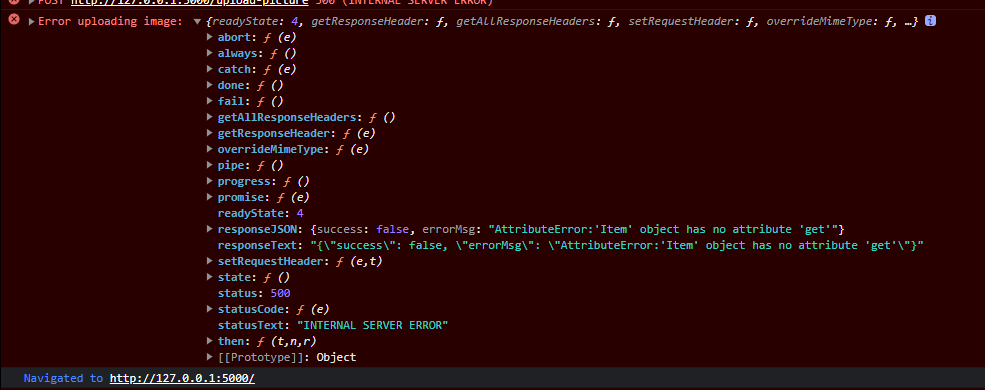 POST http://127.0.0.1:5000/upload-picture 500 (INTERNAL SERVER ERROR)
Error uploading image: {readyState: 4, getResponseHeader: ƒ, getAllResponseHeaders: ƒ, setRequestHeader: ƒ, overrideMimeType: ƒ, …} i
abort: ƒ (e)
always: ƒ ()
catch: ƒ (e)
done: ƒ ()
fail: ƒ ()
getAllResponseHeaders: ƒ ()
getResponseHeader: ƒ (e)
overrideMimeType: ƒ (e)
pipe: ƒ ()
progress: ƒ ()
promise: ƒ (e)
readyState: 4
responseJSON: {success: false, errorMsg: "AttributeError:'Item' object has no attribute 'get'"}
responseText: "{\"success\": false, \"errorMsg\": \"AttributeError:'Item' object has no attribute 'get'\"}"
setRequestHeader: ƒ (e,t)
state: ƒ ()
status: 500
statusCode: ƒ (e)
statusText: "INTERNAL SERVER ERROR"
then: ƒ (t,n,r)
[[Prototype]]: Object
Navigated to http://127.0.0.1:5000/